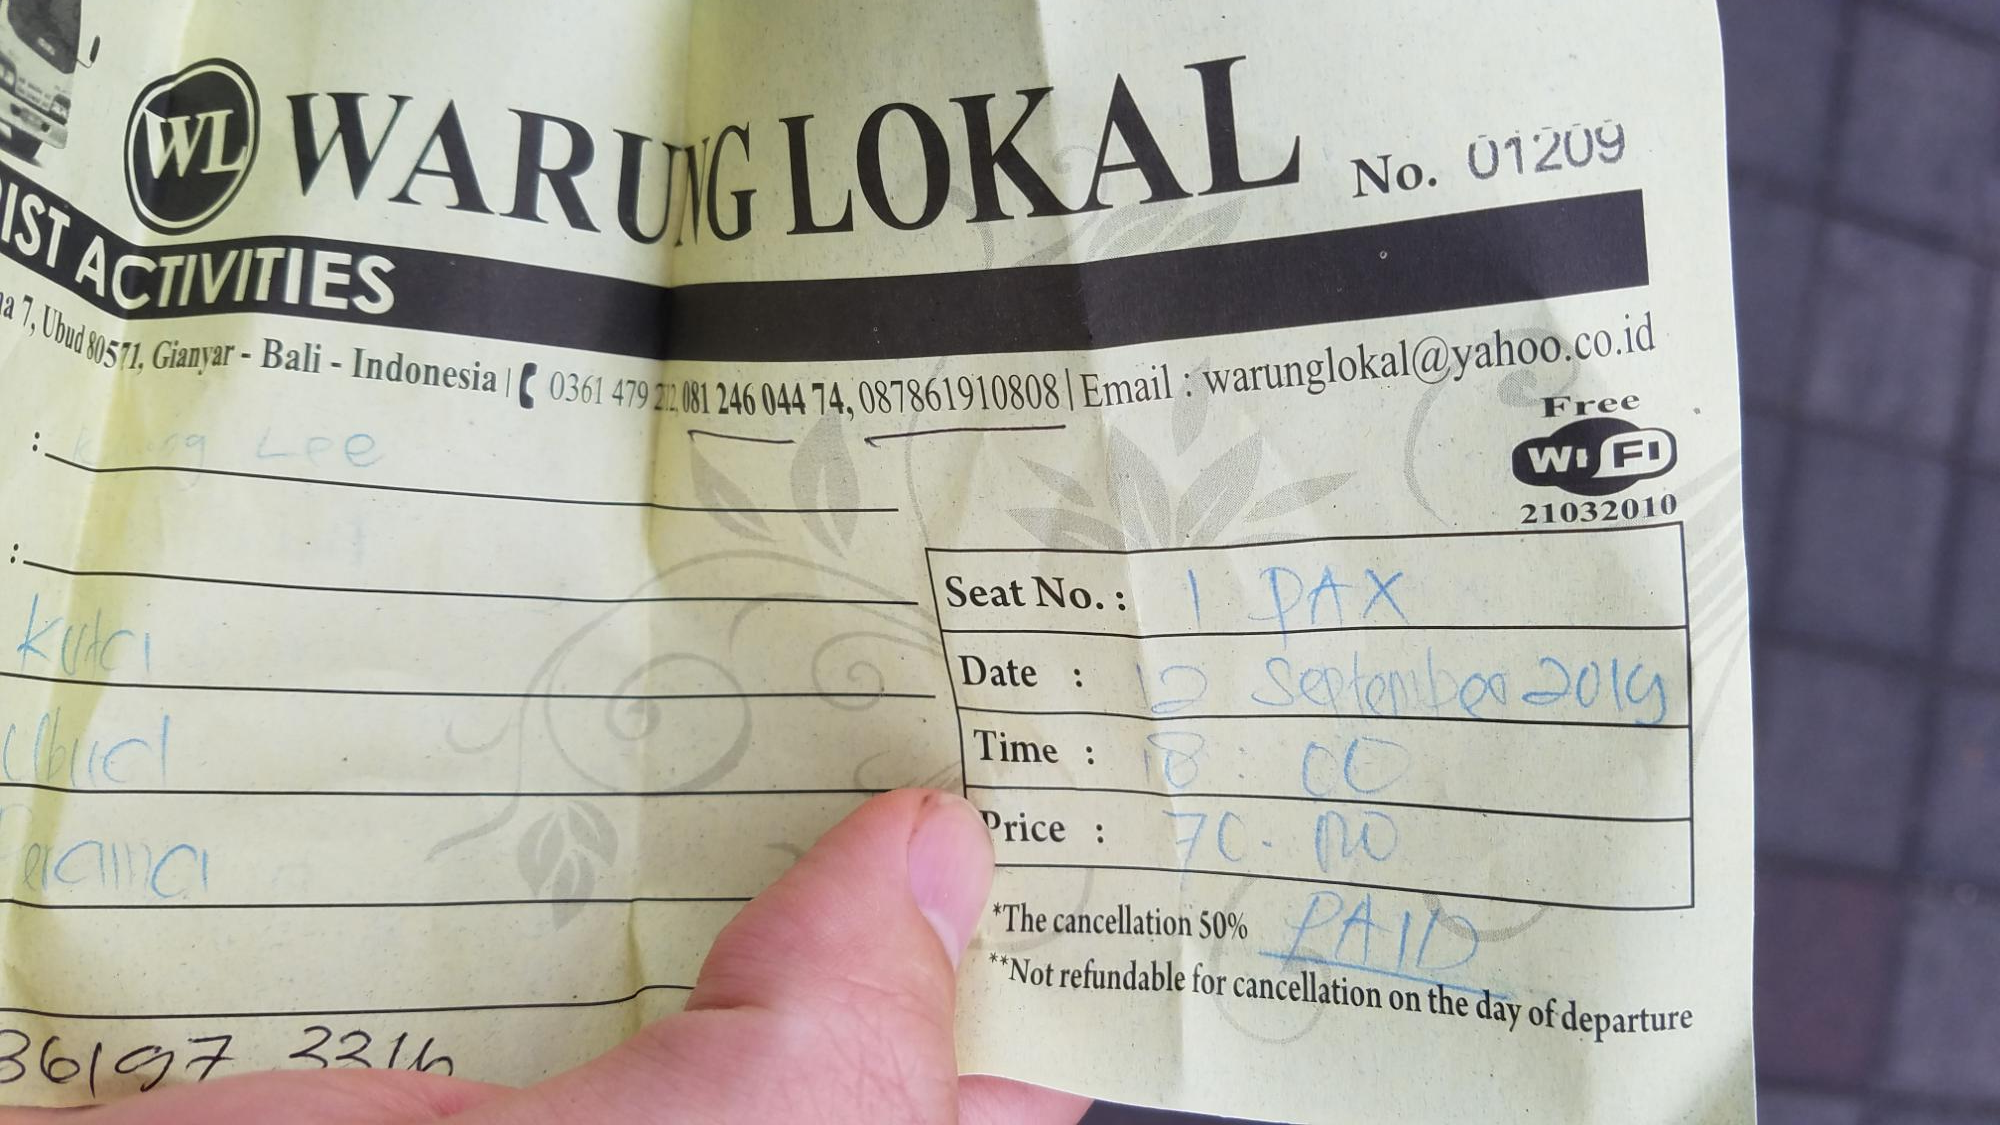 WL WARUNG LOKAL No. 01209
IST ACTIVITIES
a 7, Ubud 80571, Gianyar - Bali - Indonesia | 0361 479 081 246 044 74, 087861910808 | Email : warunglokal@yahoo.co.id
Free
Wi Fi
21032010
: Lee
:
Kuta
Ubud
Perama
Seat No. : 1 PAX
Date : 12 September 2019
Time : 18:00
Price : 70.000
*The cancellation 50% PAID
**Not refundable for cancellation on the day of departure